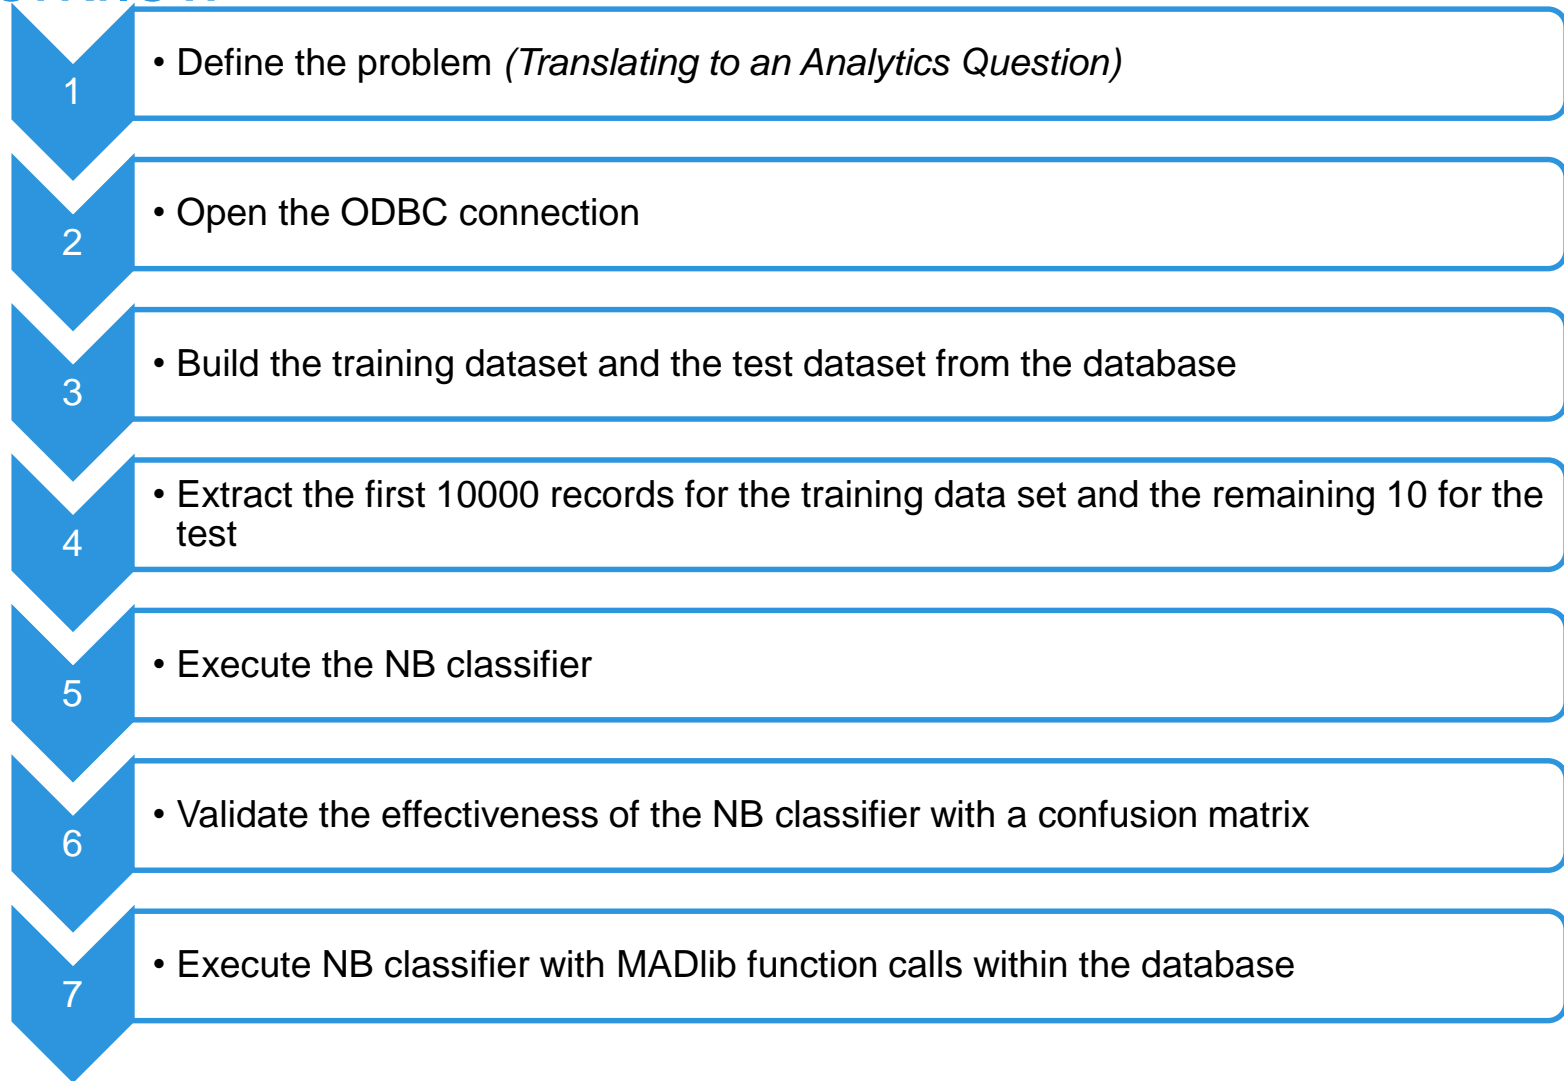 1
• Define the problem (Translating to an Analytics Question)
2
• Open the ODBC connection
3
• Build the training dataset and the test dataset from the database
4
• Extract the first 10000 records for the training data set and the remaining 10 for the
test
5
• Execute the NB classifier
6
• Validate the effectiveness of the NB classifier with a confusion matrix
7
• Execute NB classifier with MADlib function calls within the database